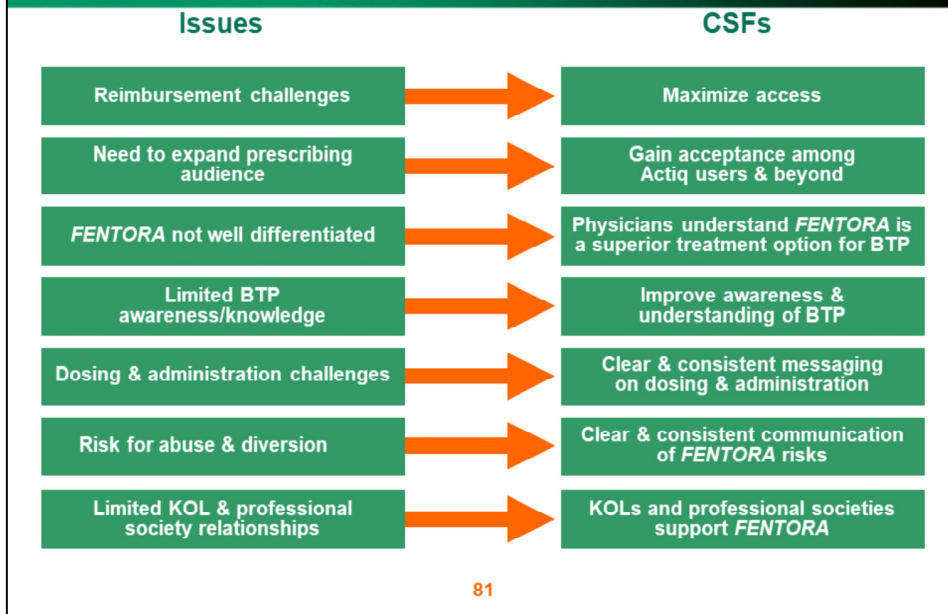 Issues
CSFs
Reimbursement challenges
Maximize access
Need to expand prescribing
audience
Gain acceptance among
Actiq users & beyond
FENTORA not well differentiated
Physicians understand FENTORA is
a superior treatment option for BTP
Limited BTP
awareness/knowledge
Improve awareness &
understanding of BTP
Dosing & administration challenges
Clear & consistent messaging
on dosing & administration
Risk for abuse & diversion
Clear & consistent communication
of FENTORA risks
Limited KOL & professional
society relationships
KOLs and professional societies
support FENTORA
81